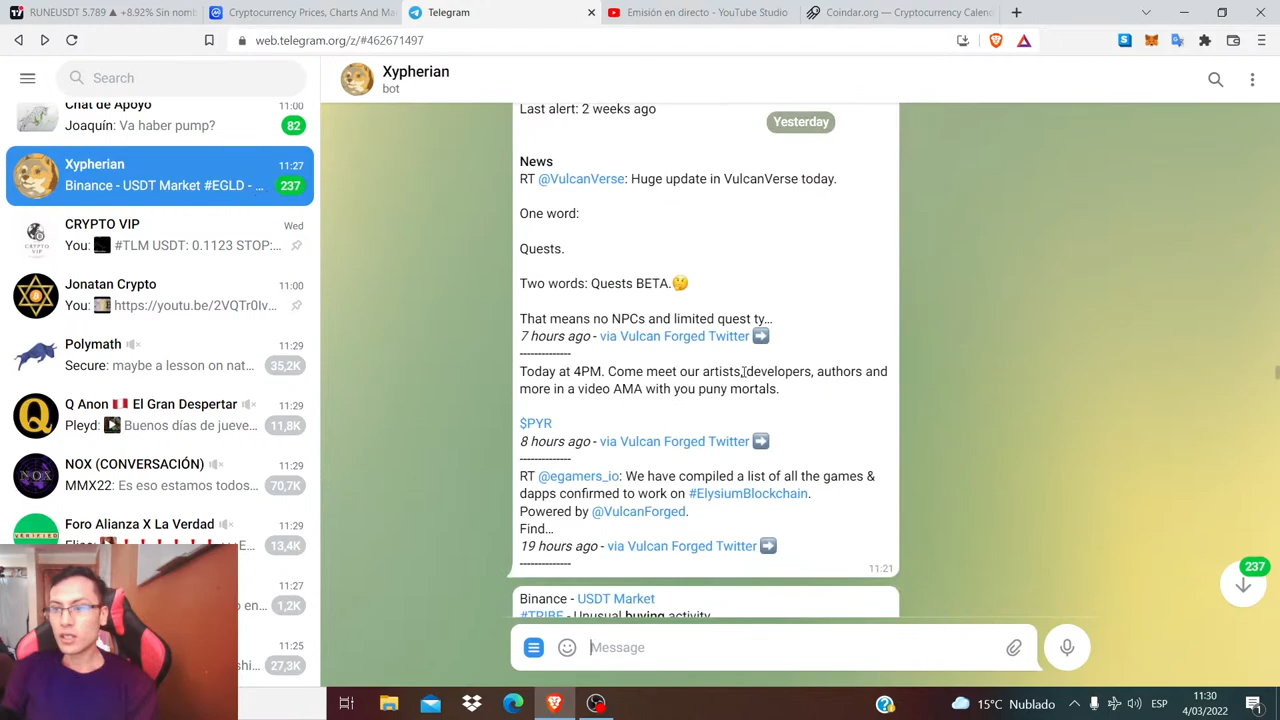 RUNEUSDT 5.789 ▲ +8.92% Sin nomb
Cryptocurrency Prices, Charts And Ma
Telegram
Emisión en directo - YouTube Studio
Coindar.org — Cryptocurrency Calend
web.telegram.org/z/#462671497
Search
Xypherian
bot
Chat de Apoyo
11:00
Joaquín: Va haber pump?
82
Xypherian
11:27
Binance - USDT Market #EGLD - ...
237
CRYPTO VIP
Wed
You: #TLM USDT: 0.1123 STOP:...
CRYPTO
VIP
Jonatan Crypto
11:00
You: https://youtu.be/2VQTr0Iv...
Polymath
11:29
Secure: maybe a lesson on nat...
35,2K
Q Anon 🇵🇪 El Gran Despertar
11:29
Pleyd: Buenos días de jueve...
11,8K
NOX (CONVERSACIÓN)
11:29
MMX22: Es eso estamos todos...
70,7K
NOX
Foro Alianza X La Verdad
11:29
VERIFIED
13,4K
11:27
1,2K
11:25
27,3K
Last alert: 2 weeks ago
Yesterday
News
RT @VulcanVerse: Huge update in VulcanVerse today.
One word:
Quests.
Two words: Quests BETA.🤔
That means no NPCs and limited quest ty…
7 hours ago - via Vulcan Forged Twitter ➡️
--------------
Today at 4PM. Come meet our artists, developers, authors and
more in a video AMA with you puny mortals.
$PYR
8 hours ago - via Vulcan Forged Twitter ➡️
--------------
RT @egamers_io: We have compiled a list of all the games &
dapps confirmed to work on #ElysiumBlockchain.
Powered by @VulcanForged.
Find…
19 hours ago - via Vulcan Forged Twitter ➡️
--------------
11:21
Binance - USDT Market
#TRIBE - Unusual buying activity
237
Message
15°C Nublado
ESP
11:30
4/03/2022